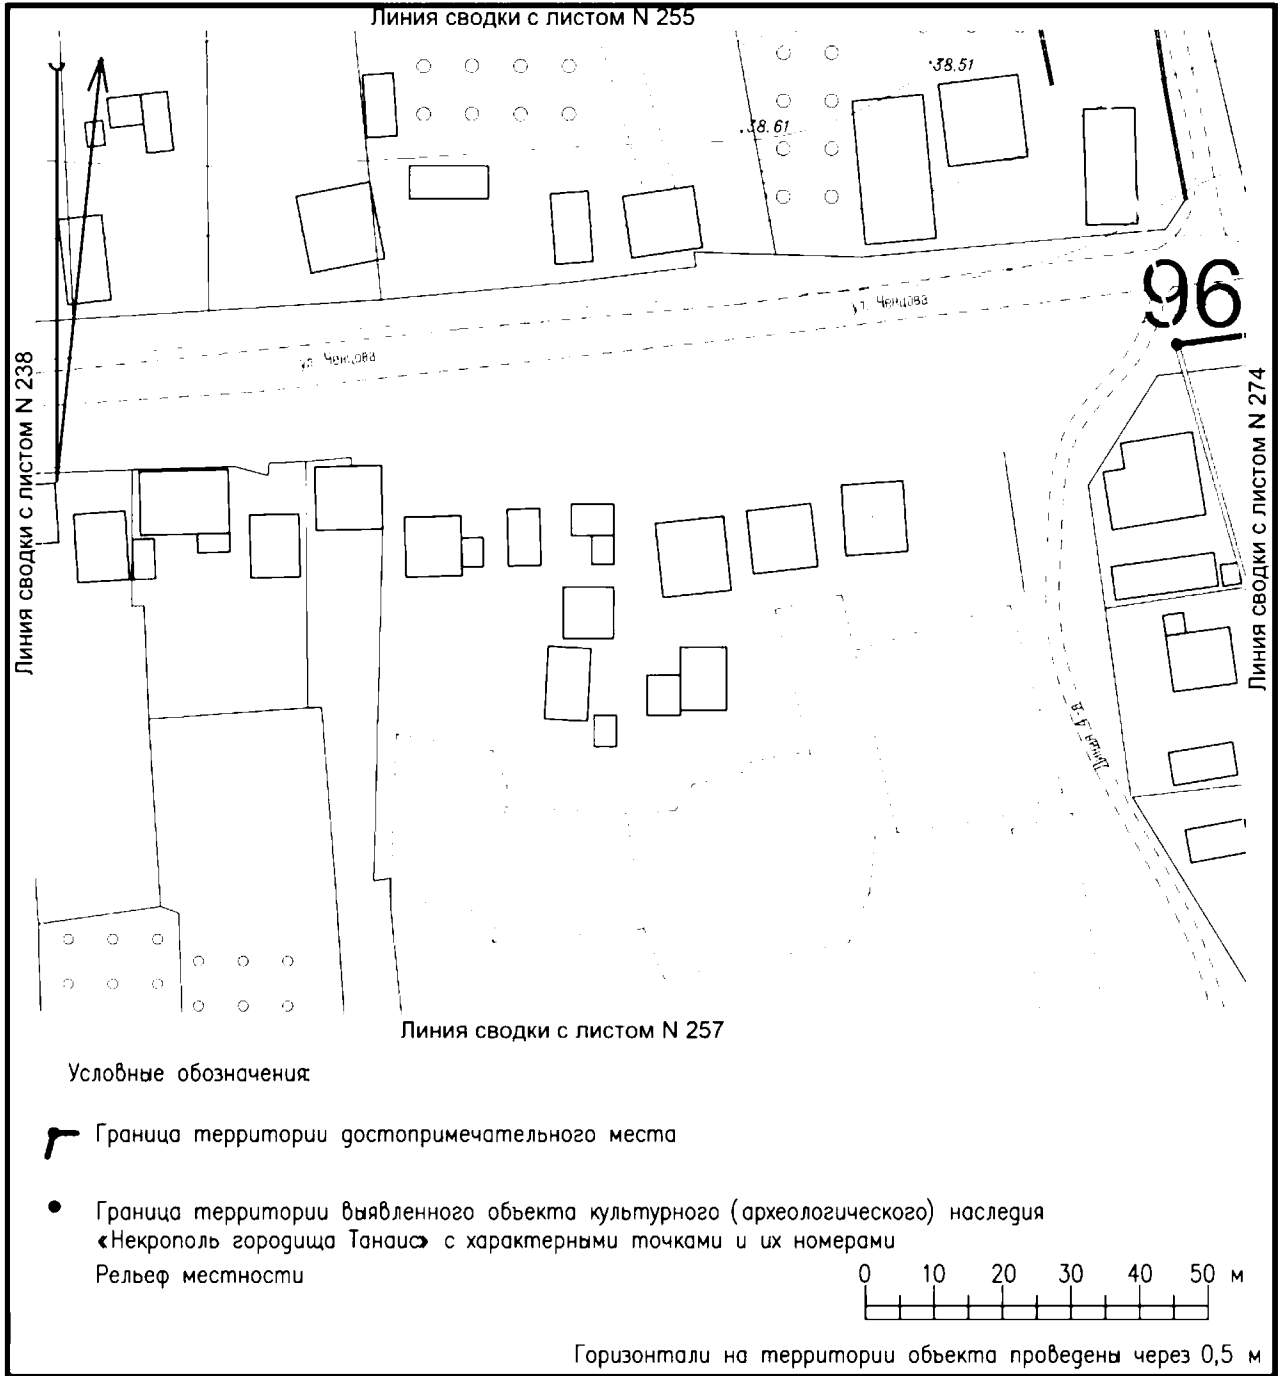 Линия сводки с листом N 255
38,51
38.61
96
ул. Ченцова
ул. Ченцова
Линия сводки с листом N 238
Линия сводки с листом N 274
Линия сводки с листом N 257
Условные обозначения:
Граница территории достопримечательного места
Граница территории выявленного объекта культурного (археологического) наследия
«Некрополь городища Танаис» с характерными точками и их номерами
Рельеф местности
0 10 20 30 40 50 м
Горизонтали на территории объекта проведены через 0,5 м